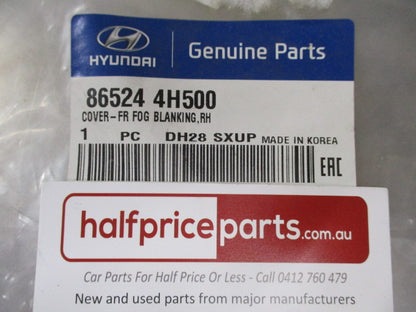 HYUNDAI
Genuine Parts
86524 4H500
COVER-FR FOG BLANKING,RH
1 PC DH28 SXUP MADE IN KOREA
EAC
halfpriceparts.com.au
Car Parts For Half Price Or Less - Call 0412 760 479
New and used parts from major manufacturers